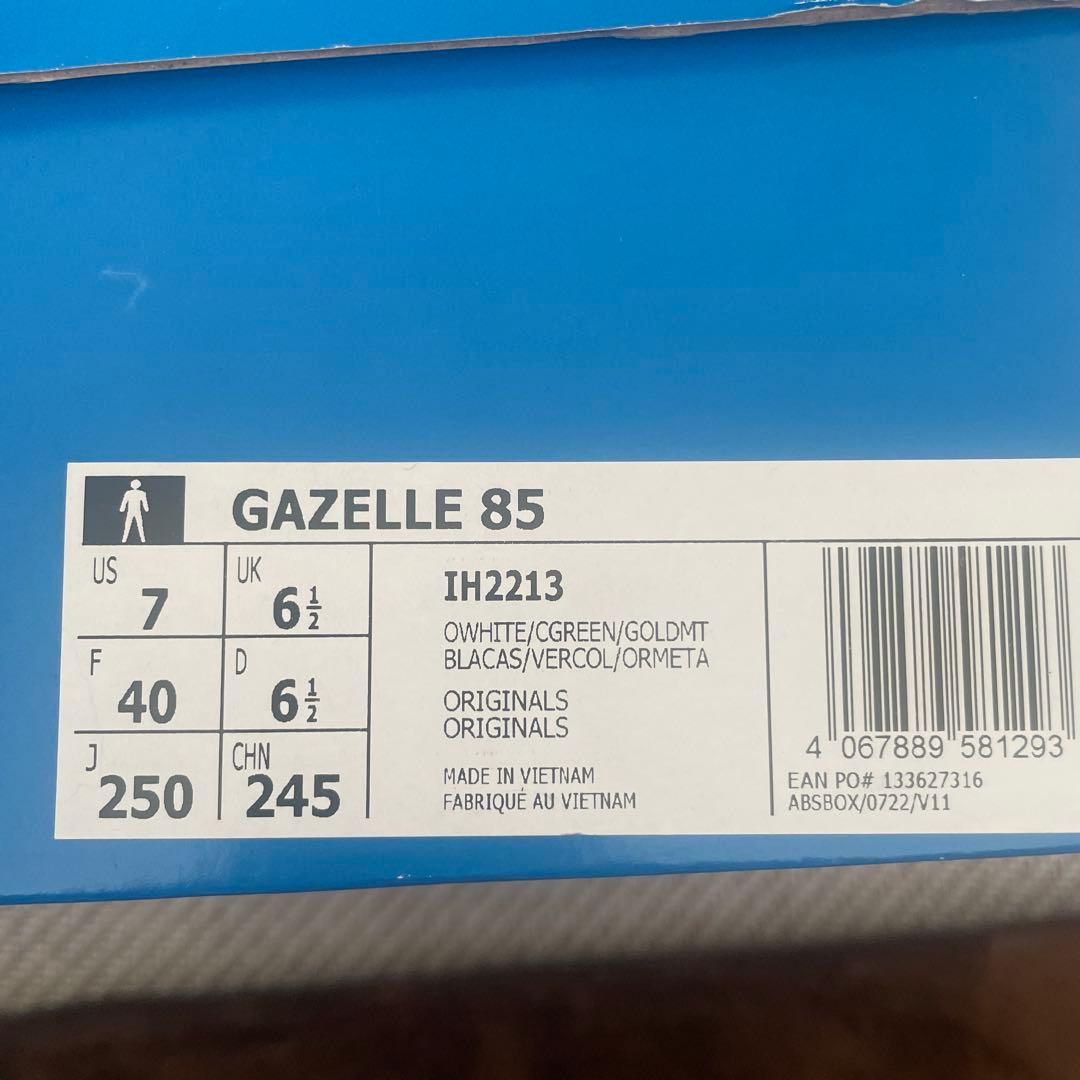 GAZELLE 85
US
7
UK
6 1/2
F
40
D
6 1/2
J
250
CHN
245
IH2213
OWHITE/CGREEN/GOLDMT
BLACAS/VERCOL/ORMETA
ORIGINALS
ORIGINALS
MADE IN VIETNAM
FABRIQUÉ AU VIETNAM
4 067889 581293
EAN PO# 133627316
ABSBOX/0722/V11